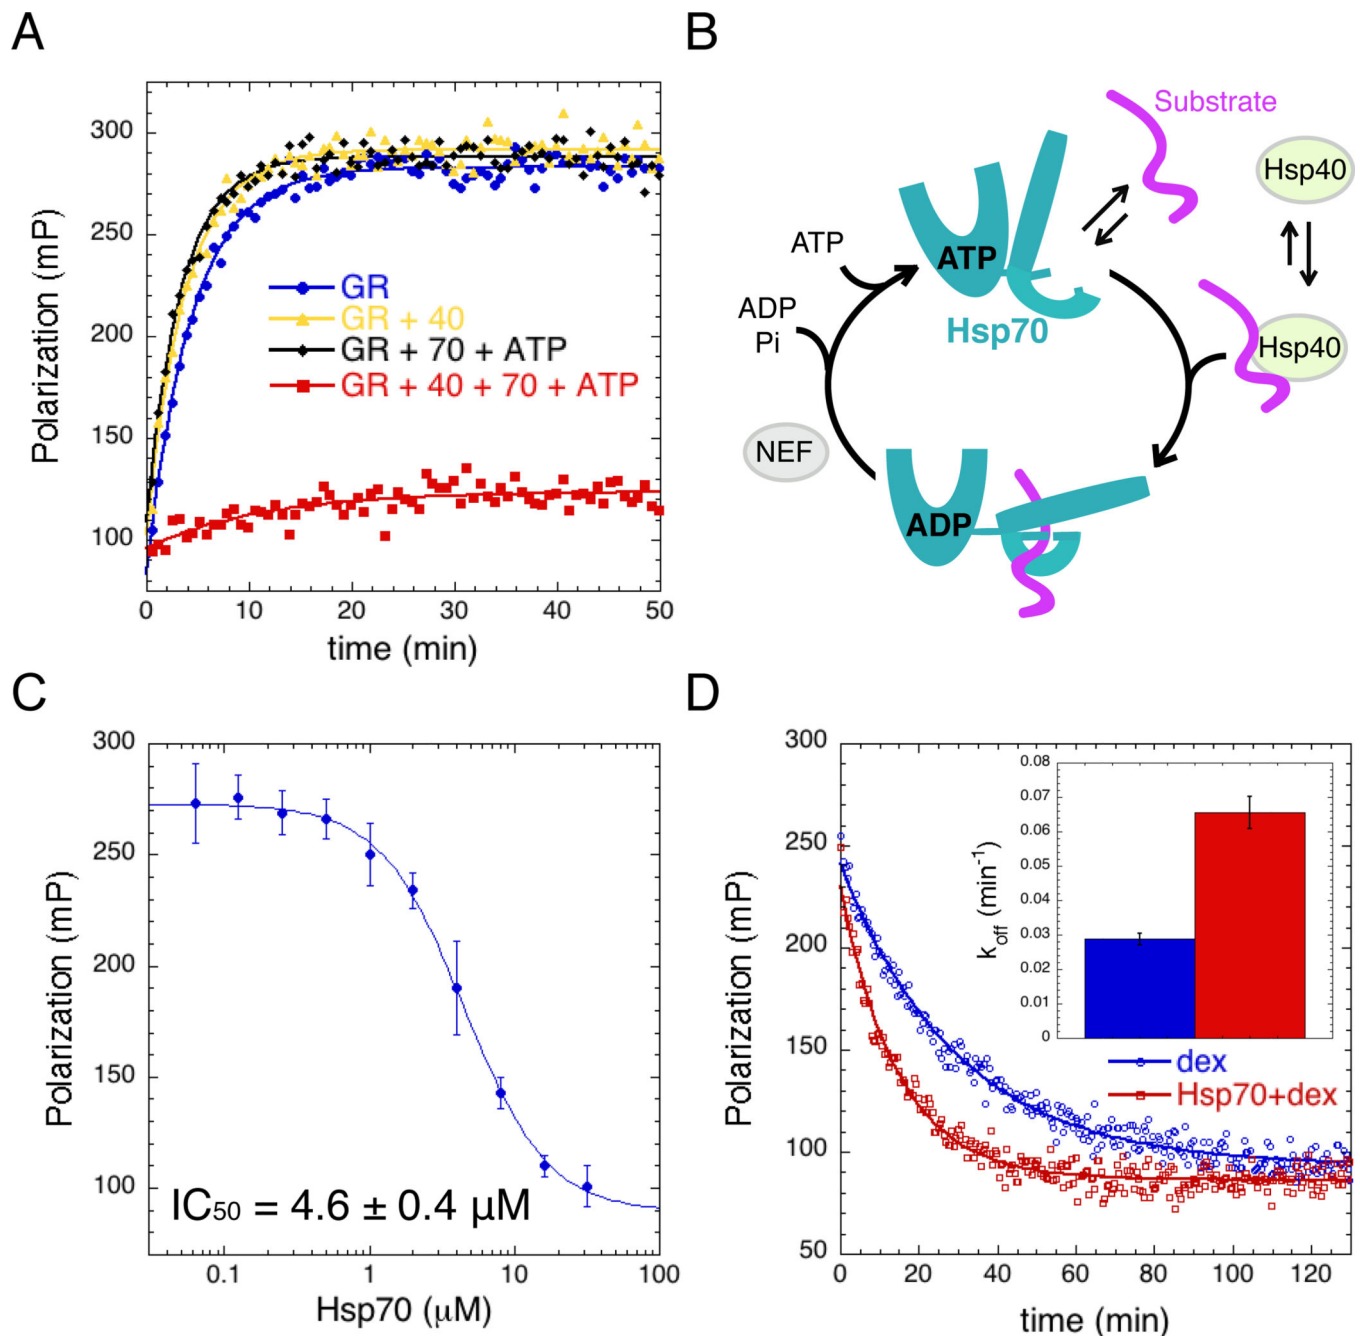 A
Polarization (mP)
300
250
200
150
100
GR
GR + 40
GR + 70 + ATP
GR + 40 + 70 + ATP
0
10
20
30
40
50
time (min)
B
Substrate
Hsp40
ATP
ATP
ADP
Pi
Hsp70
Hsp40
NEF
ADP
C
Polarization (mP)
300
250
200
150
100
IC50 = 4.6 ± 0.4 µM
0.1
1
10
100
Hsp70 (µM)
D
Polarization (mP)
300
250
200
150
100
50
koff (min-1)
0.08
0.07
0.06
0.05
0.04
0.03
0.02
0.01
0
dex
Hsp70+dex
0
20
40
60
80
100
120
time (min)